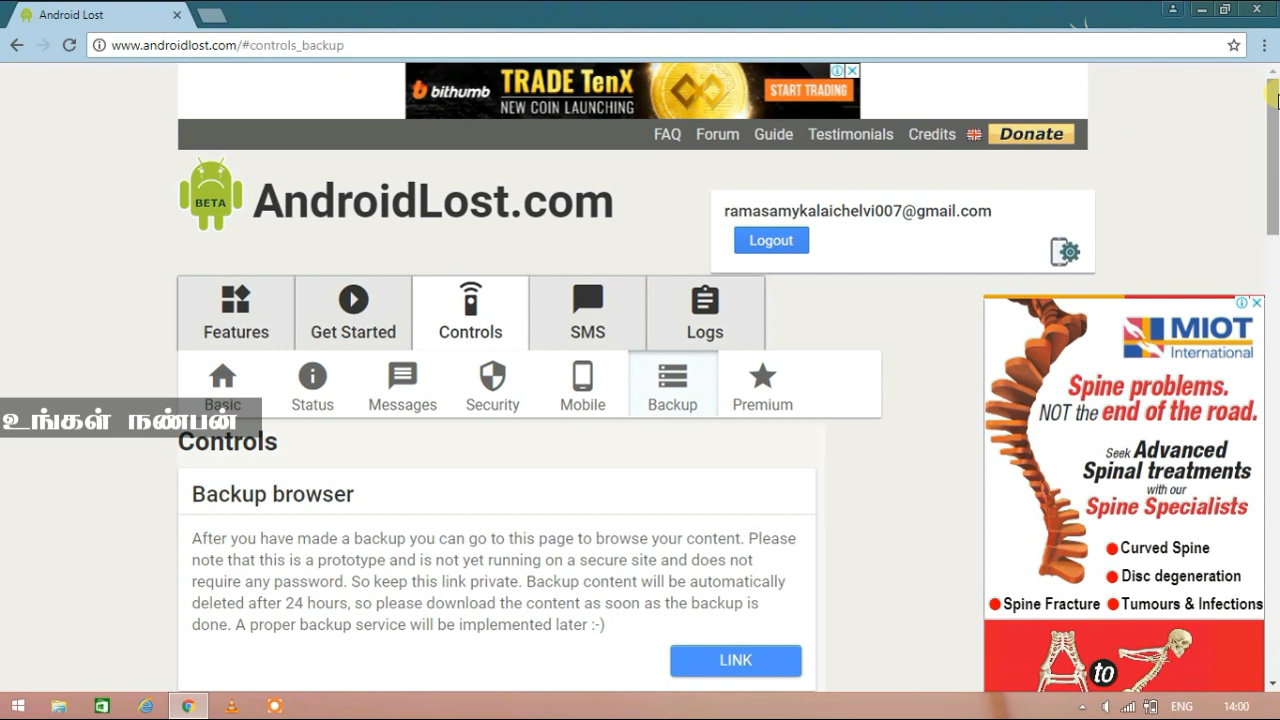 Android Lost
www.androidlost.com/#controls_backup
bithumb
TRADE TenX
NEW COIN LAUNCHING
START TRADING
FAQ Forum Guide Testimonials Credits Donate
BETA
AndroidLost.com
ramasamykalaichelvi007@gmail.com
Logout
Features Get Started Controls SMS Logs
Basic Status Messages Security Mobile Backup Premium
உங்கள் நண்பன்
Controls
Backup browser
After you have made a backup you can go to this page to browse your content. Please
note that this is a prototype and is not yet running on a secure site and does not
require any password. So keep this link private. Backup content will be automatically
deleted after 24 hours, so please download the content as soon as the backup is
done. A proper backup service will be implemented later :-)
LINK
MIOT
International
Spine problems.
NOT the end of the road.
Seek Advanced
Spinal treatments
with our
Spine Specialists
Curved Spine
Disc degeneration
Spine Fracture Tumours & Infections
A to Z
ENG 14:00